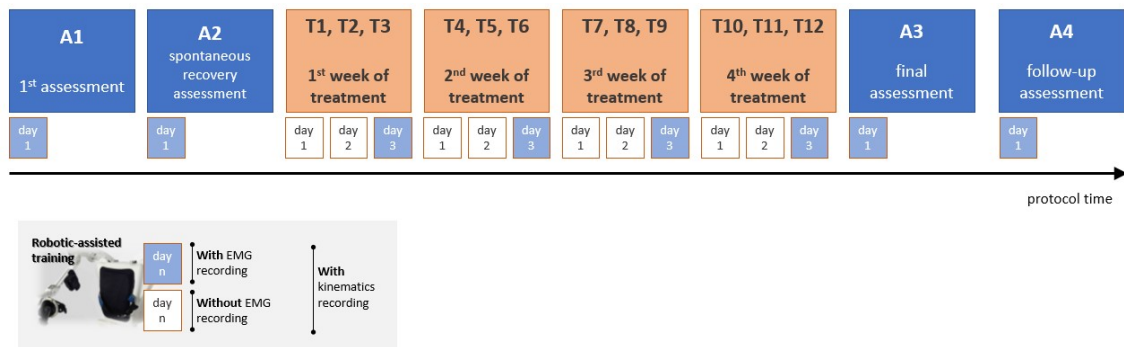 A1
1st assessment
A2
spontaneous
recovery
assessment
T1, T2, T3
1st week of
treatment
T4, T5, T6
2nd week of
treatment
T7, T8, T9
3rd week of
treatment
T10, T11, T12
4th week of
treatment
A3
final
assessment
A4
follow-up
assessment
day
1
day
1
day
1
day
2
day
3
day
1
day
2
day
3
day
1
day
2
day
3
day
1
day
2
day
3
day
1
day
1
protocol time
Robotic-assisted
training
day
n
With EMG
recording
day
n
Without EMG
recording
With
kinematics
recording